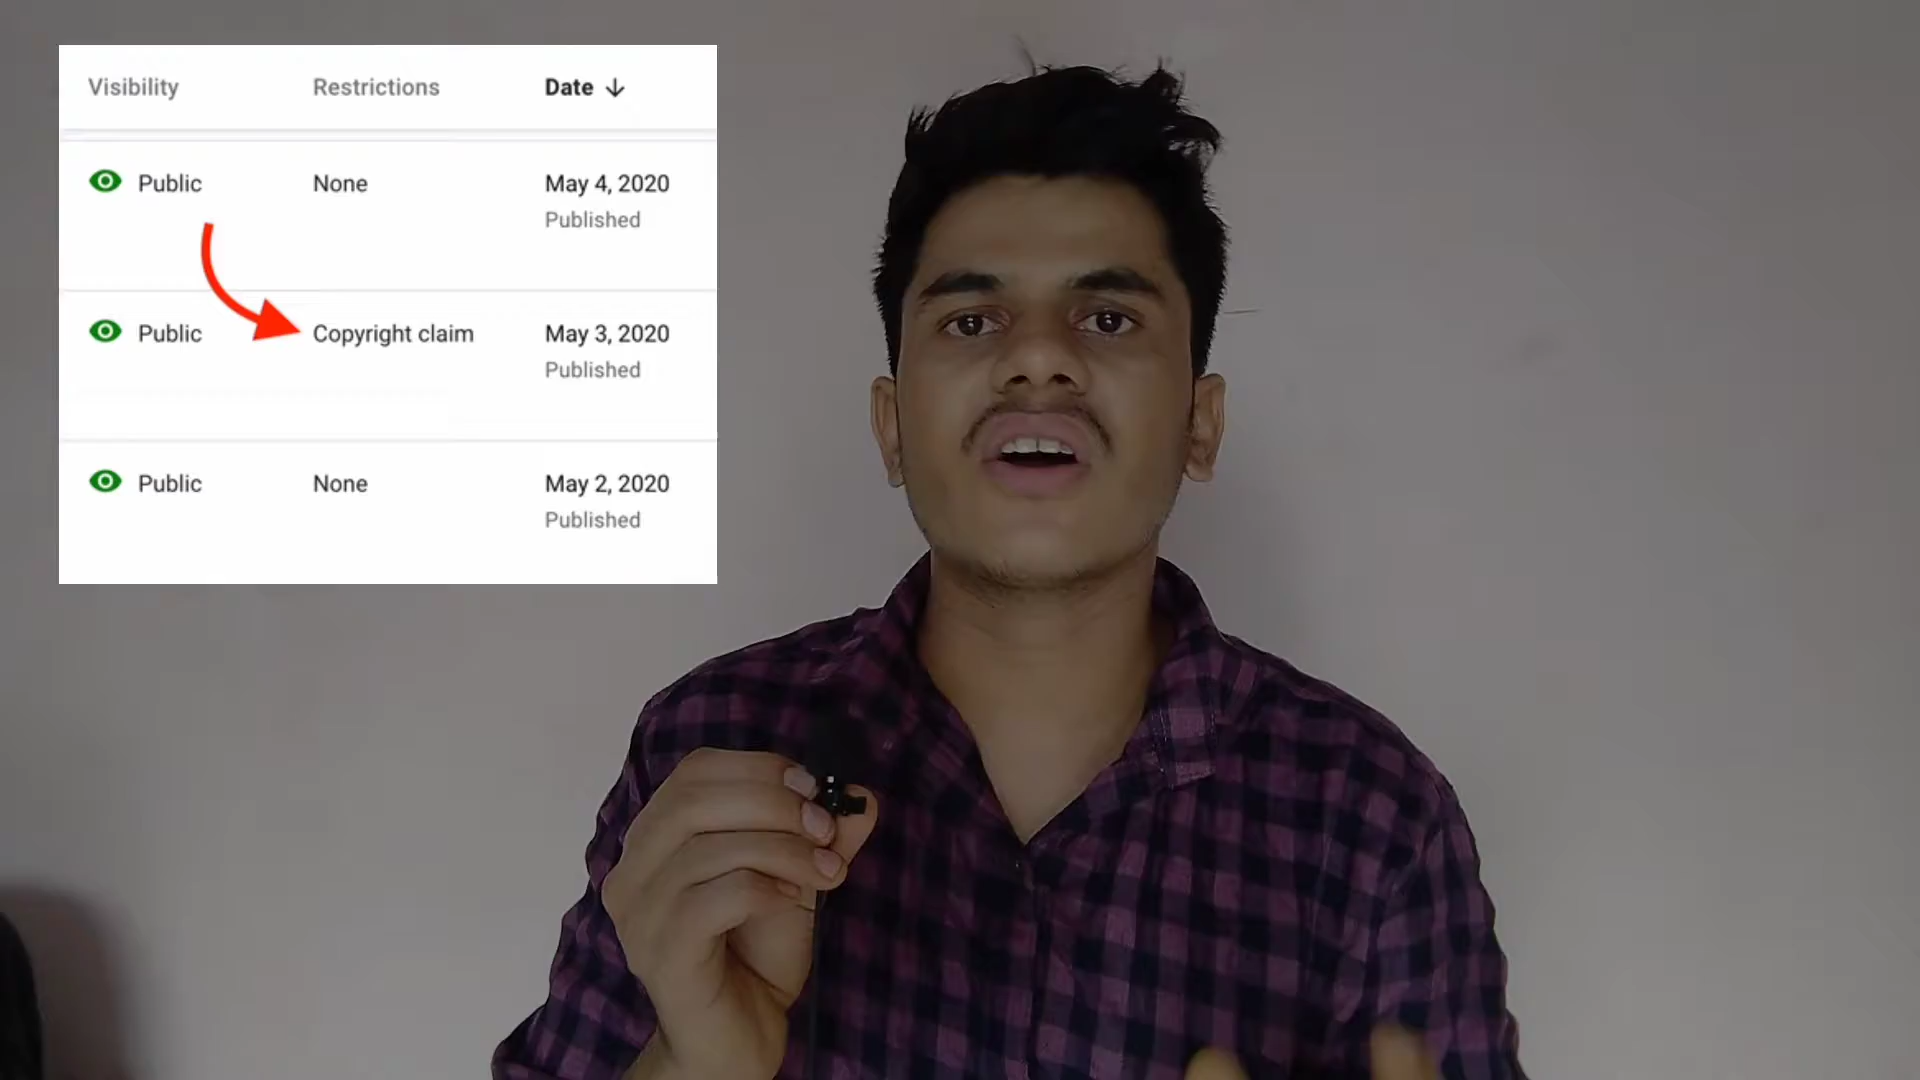 Visibility Restrictions Date ↓
Public None May 4, 2020
Published
Public Copyright claim May 3, 2020
Published
Public None May 2, 2020
Published